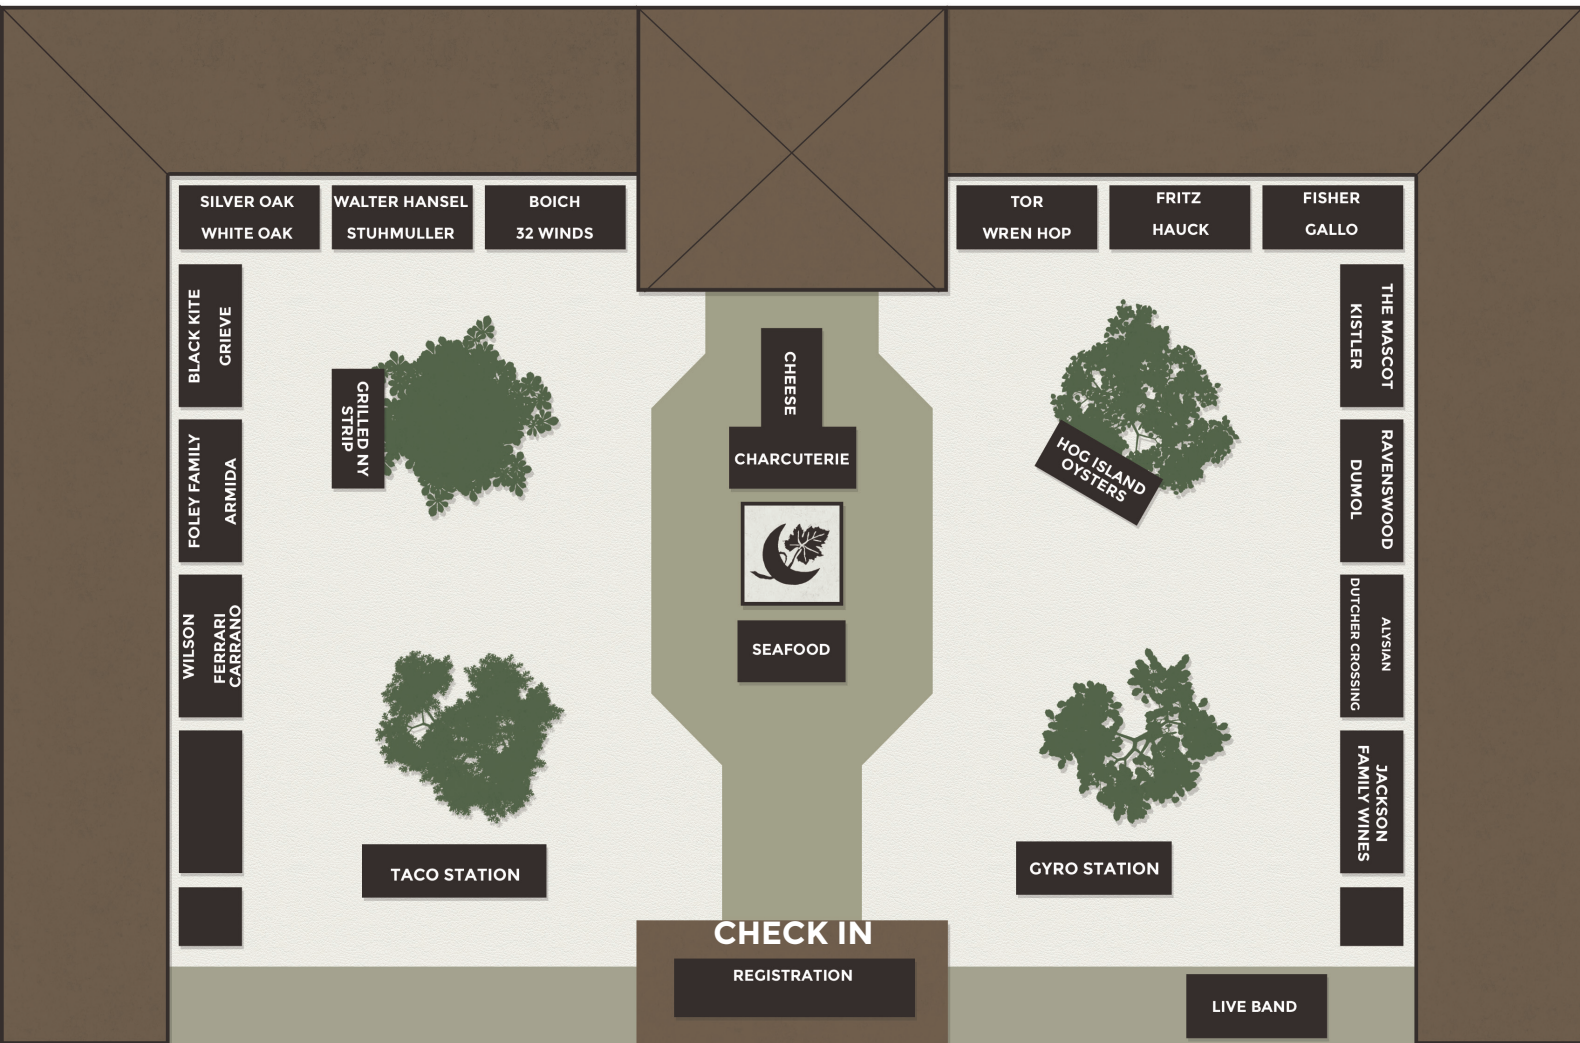 SILVER OAK
WHITE OAK
WALTER HANSEL
STUHMULLER
BOICH
32 WINDS
TOR
WREN HOP
FRITZ
HAUCK
FISHER
GALLO
BLACK KITE
GRIEVE
FOLEY FAMILY
ARMIDA
WILSON
FERRARI
CARRANO
GRILLED NY
STRIP
CHEESE
CHARCUTERIE
SEAFOOD
HOG ISLAND
OYSTERS
THE MASCOT
KISTLER
RAVENSWOOD
DUMOL
ALYSIAN
DUTCHER CROSSING
JACKSON
FAMILY WINES
TACO STATION
GYRO STATION
CHECK IN
REGISTRATION
LIVE BAND